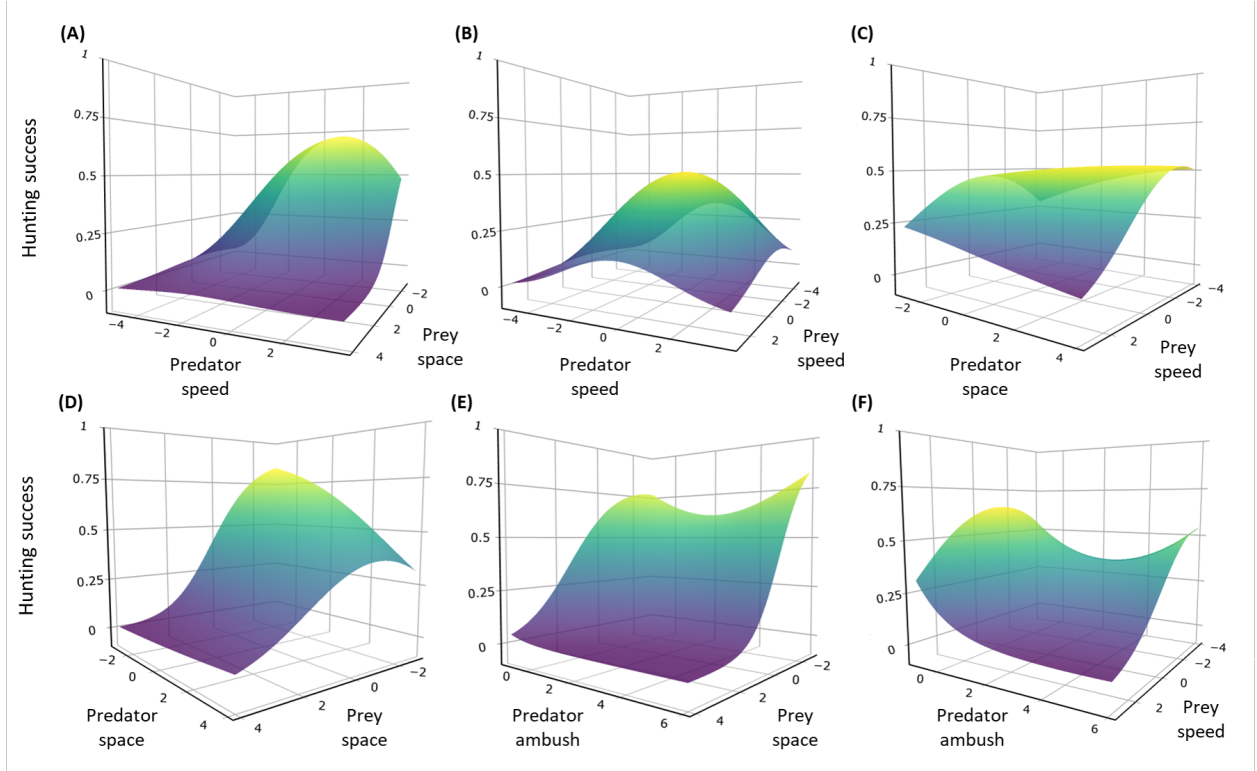 (A)
(B)
(C)
Hunting success
1
0.75
0.5
0.25
0
−4
−2
0
2
−2
0
2
4
Predator
speed
Prey
space
1
0.75
0.5
0.25
0
−4
−2
0
2
−4
−2
0
2
Predator
speed
Prey
speed
1
0.75
0.5
0.25
0
−2
0
2
4
−4
−2
0
2
Predator
space
Prey
speed
(D)
(E)
(F)
Hunting success
1
0.75
0.5
0.25
0
−2
0
2
4
−2
0
2
4
Predator
space
Prey
space
1
0.75
0.5
0.25
0
0
2
4
6
−2
0
2
4
Predator
ambush
Prey
space
1
0.75
0.5
0.25
0
0
2
4
6
−4
−2
0
2
Predator
ambush
Prey
speed